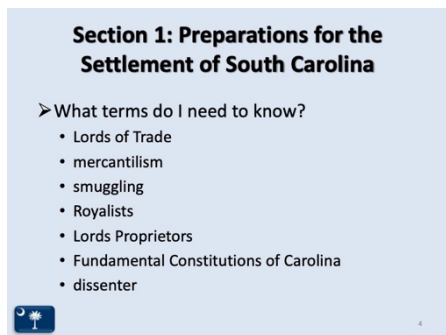 Section 1: Preparations for the
Settlement of South Carolina
➢What terms do I need to know?
• Lords of Trade
• mercantilism
• smuggling
• Royalists
• Lords Proprietors
• Fundamental Constitutions of Carolina
• dissenter
4